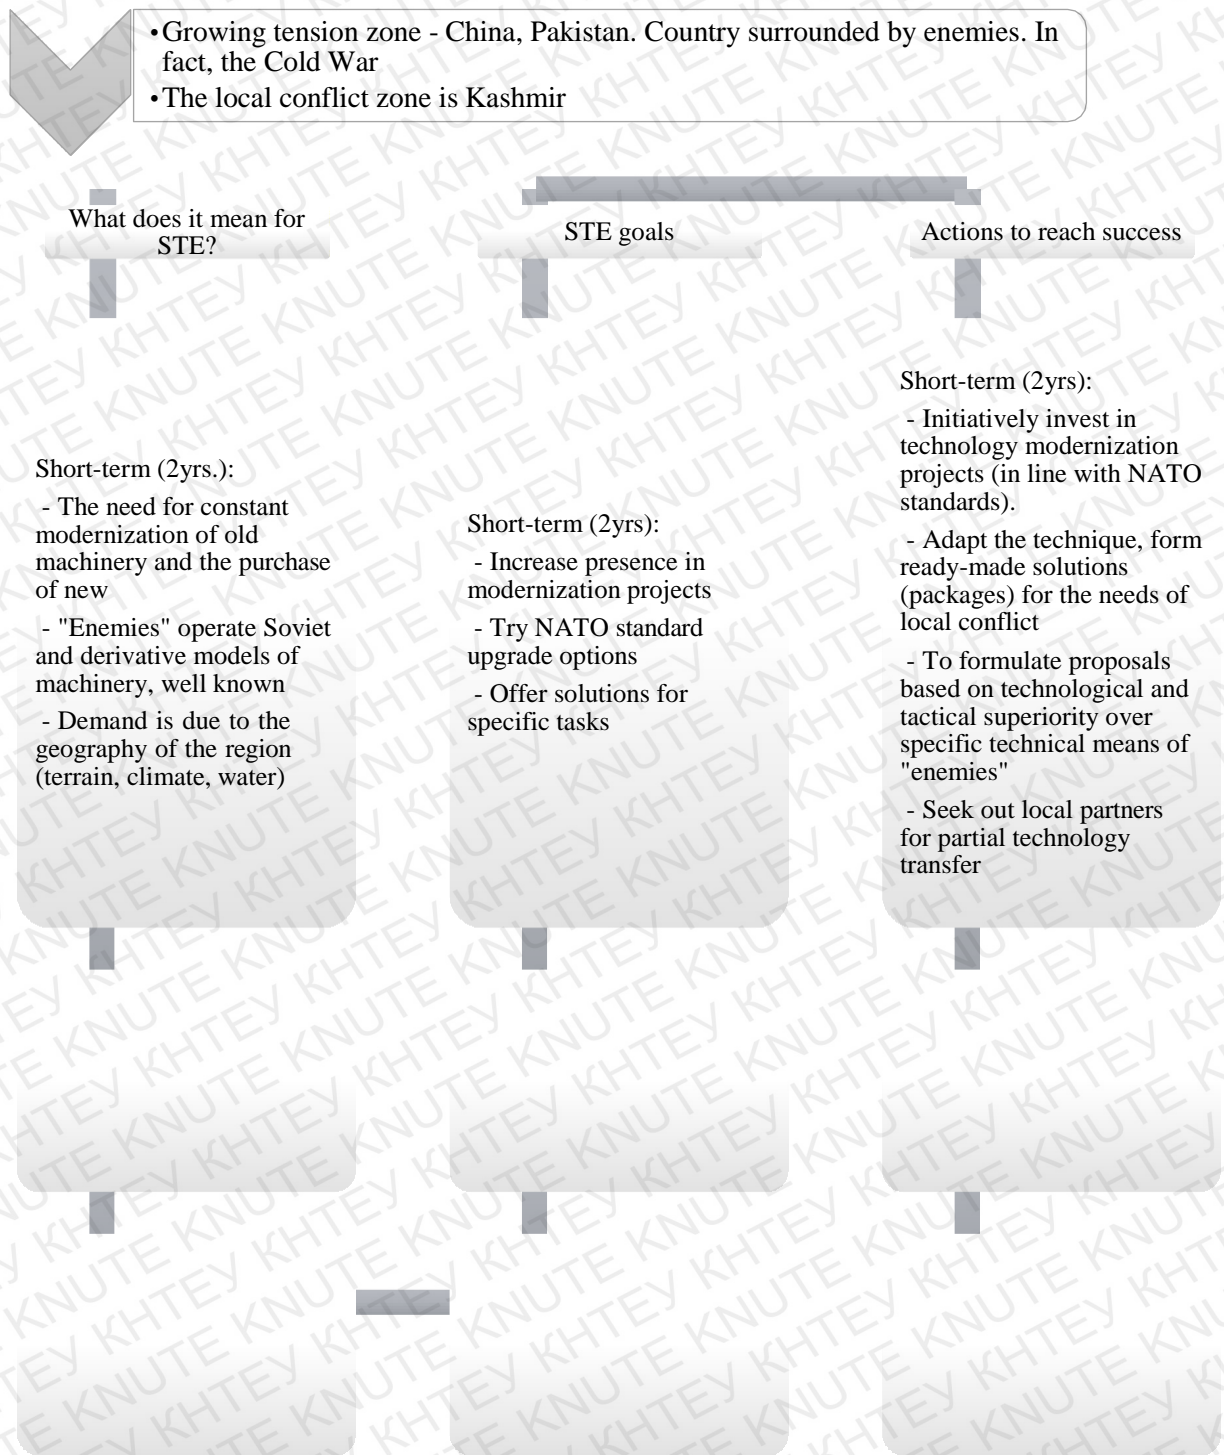 •Growing tension zone - China, Pakistan. Country surrounded by enemies. In
fact, the Cold War
•The local conflict zone is Kashmir
What does it mean for
STE?
Short-term (2yrs.):
- The need for constant
modernization of old
machinery and the purchase
of new
- "Enemies" operate Soviet
and derivative models of
machinery, well known
- Demand is due to the
geography of the region
(terrain, climate, water)
STE goals
Short-term (2yrs):
- Increase presence in
modernization projects
- Try NATO standard
upgrade options
- Offer solutions for
specific tasks
Actions to reach success
Short-term (2yrs):
- Initiatively invest in
technology modernization
projects (in line with NATO
standards).
- Adapt the technique, form
ready-made solutions
(packages) for the needs of
local conflict
- To formulate proposals
based on technological and
tactical superiority over
specific technical means of
"enemies"
- Seek out local partners
for partial technology
transfer
KNUTE КНТЕУ